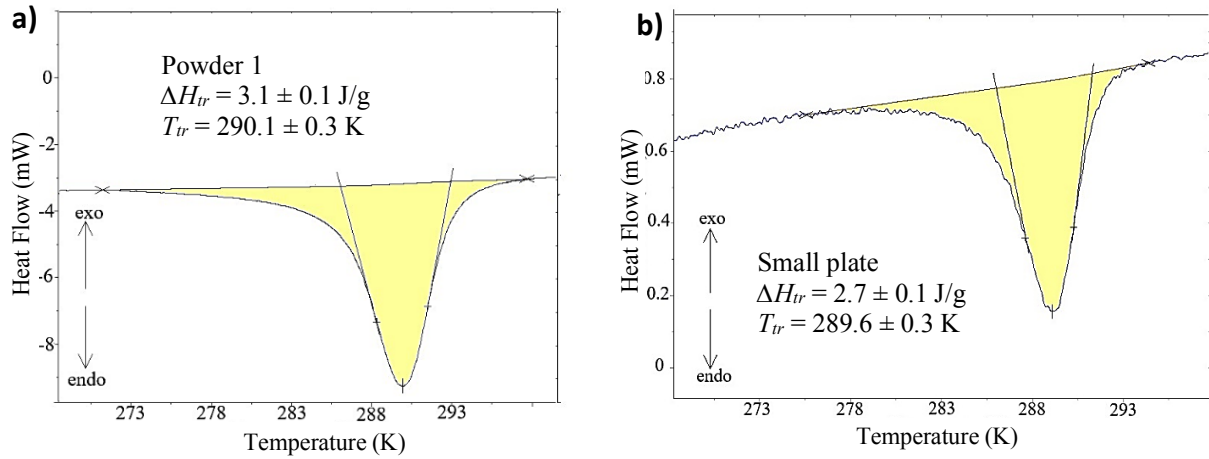 a)
Powder 1
ΔHtr = 3.1 ± 0.1 J/g
Ttr = 290.1 ± 0.3 K
Heat Flow (mW)
0
-2
-4
-6
-8
exo
endo
273 278 283 288 293
Temperature (K)
b)
Small plate
ΔHtr = 2.7 ± 0.1 J/g
Ttr = 289.6 ± 0.3 K
Heat Flow (mW)
0.8
0.6
0.4
0.2
0
exo
endo
273 278 283 288 293
Temperature (K)